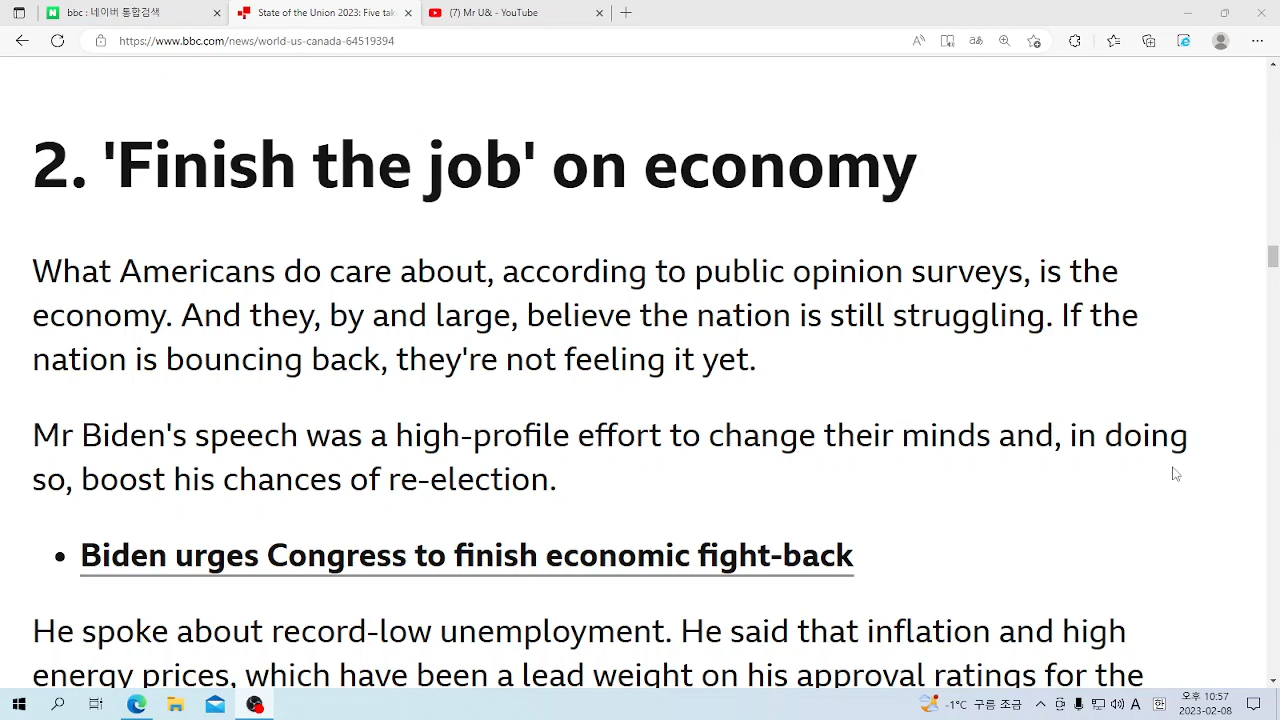 bbc : 네이버 통합검색
State of the Union 2023: Five tak
(7) Mr U& - YouTube
https://www.bbc.com/news/world-us-canada-64519394
2. 'Finish the job' on economy
What Americans do care about, according to public opinion surveys, is the
economy. And they, by and large, believe the nation is still struggling. If the
nation is bouncing back, they're not feeling it yet.
Mr Biden's speech was a high-profile effort to change their minds and, in doing
so, boost his chances of re-election.
• Biden urges Congress to finish economic fight-back
He spoke about record-low unemployment. He said that inflation and high
energy prices, which have been a lead weight on his approval ratings for the
-1°C 구름 조금
A
오후 10:57
2023-02-08